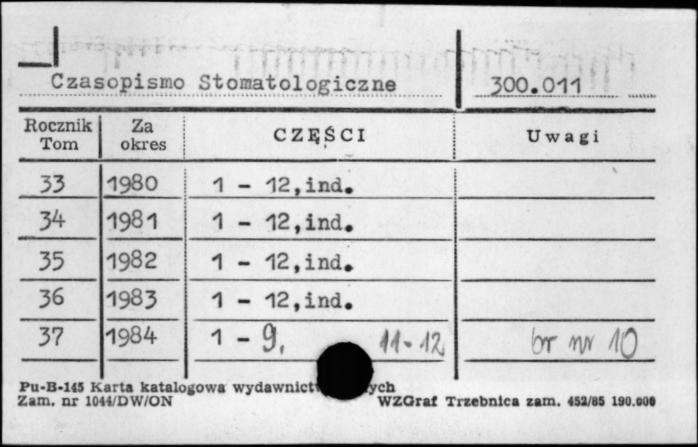 Czasopismo Stomatologiczne 300.011
Rocznik Tom Za okres CZĘŚCI Uwagi
33 1980 1 - 12,ind.
34 1981 1 - 12,ind.
35 1982 1 - 12,ind.
36 1983 1 - 12,ind.
37 1984 1 - 9. 11-12 br nr 10
Pu-B-145 Karta katalogowa
Zam. nr 1044/DW/ON WZGraf Trzebnica zam. 452/85 190.000